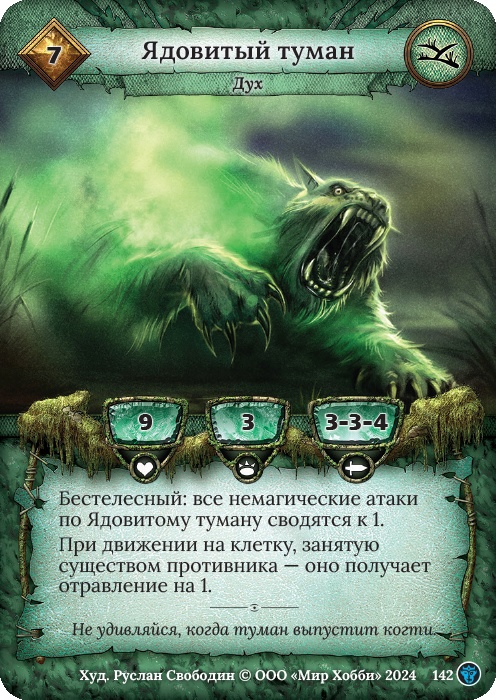 7
Ядовитый туман
Дух
9
3
3-3-4
Бестелесный: все немагические атаки
по Ядовитому туману сводятся к 1.
При движении на клетку, занятую
существом противника — оно получает
отравление на 1.
Не удивляйся, когда туман выпустит когти.
Худ. Руслан Свободин © ООО «Мир Хобби» 2024 142